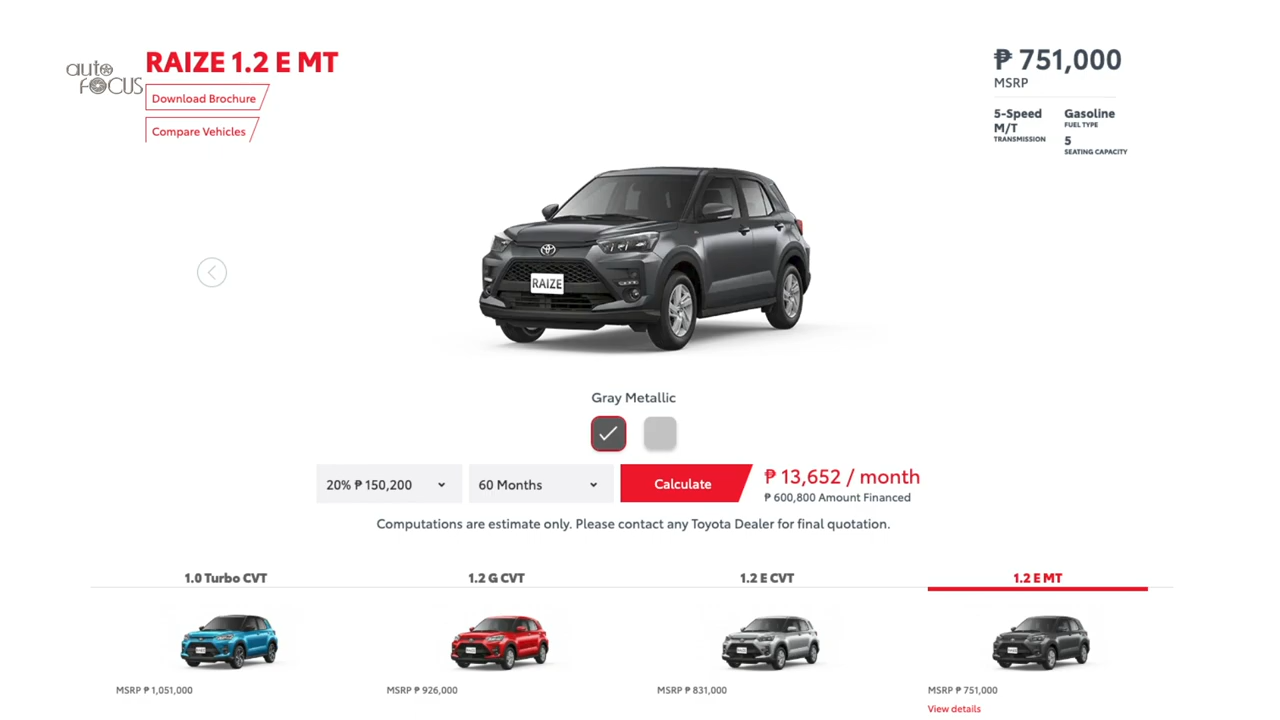 auto
FOCUS
RAIZE 1.2 E MT
Download Brochure
Compare Vehicles
₱ 751,000
MSRP
5-Speed
M/T
TRANSMISSION
Gasoline
FUEL TYPE
5
SEATING CAPACITY
RAIZE
Gray Metallic
20% ₱ 150,200
60 Months
Calculate
₱ 13,652 / month
₱ 600,800 Amount Financed
Computations are estimate only. Please contact any Toyota Dealer for final quotation.
1.0 Turbo CVT
1.2 G CVT
1.2 E CVT
1.2 E MT
MSRP ₱ 1,051,000
MSRP ₱ 926,000
MSRP ₱ 831,000
MSRP ₱ 751,000
View details